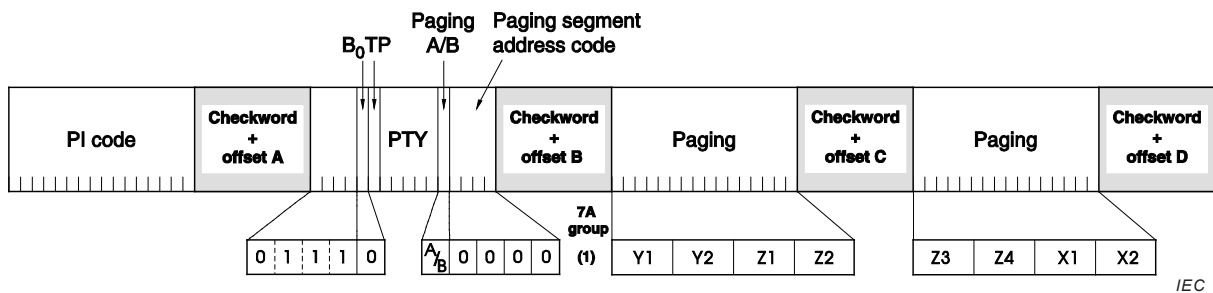 B0TP
Paging
A/B
Paging segment
address code
PI code
Checkword
+
offset A
PTY
Checkword
+
offset B
Paging
Checkword
+
offset C
Paging
Checkword
+
offset D
0 1 1 1 0
A/B 0 0 0 0
7A
group
(1)
Y1 Y2 Z1 Z2
Z3 Z4 X1 X2
IEC